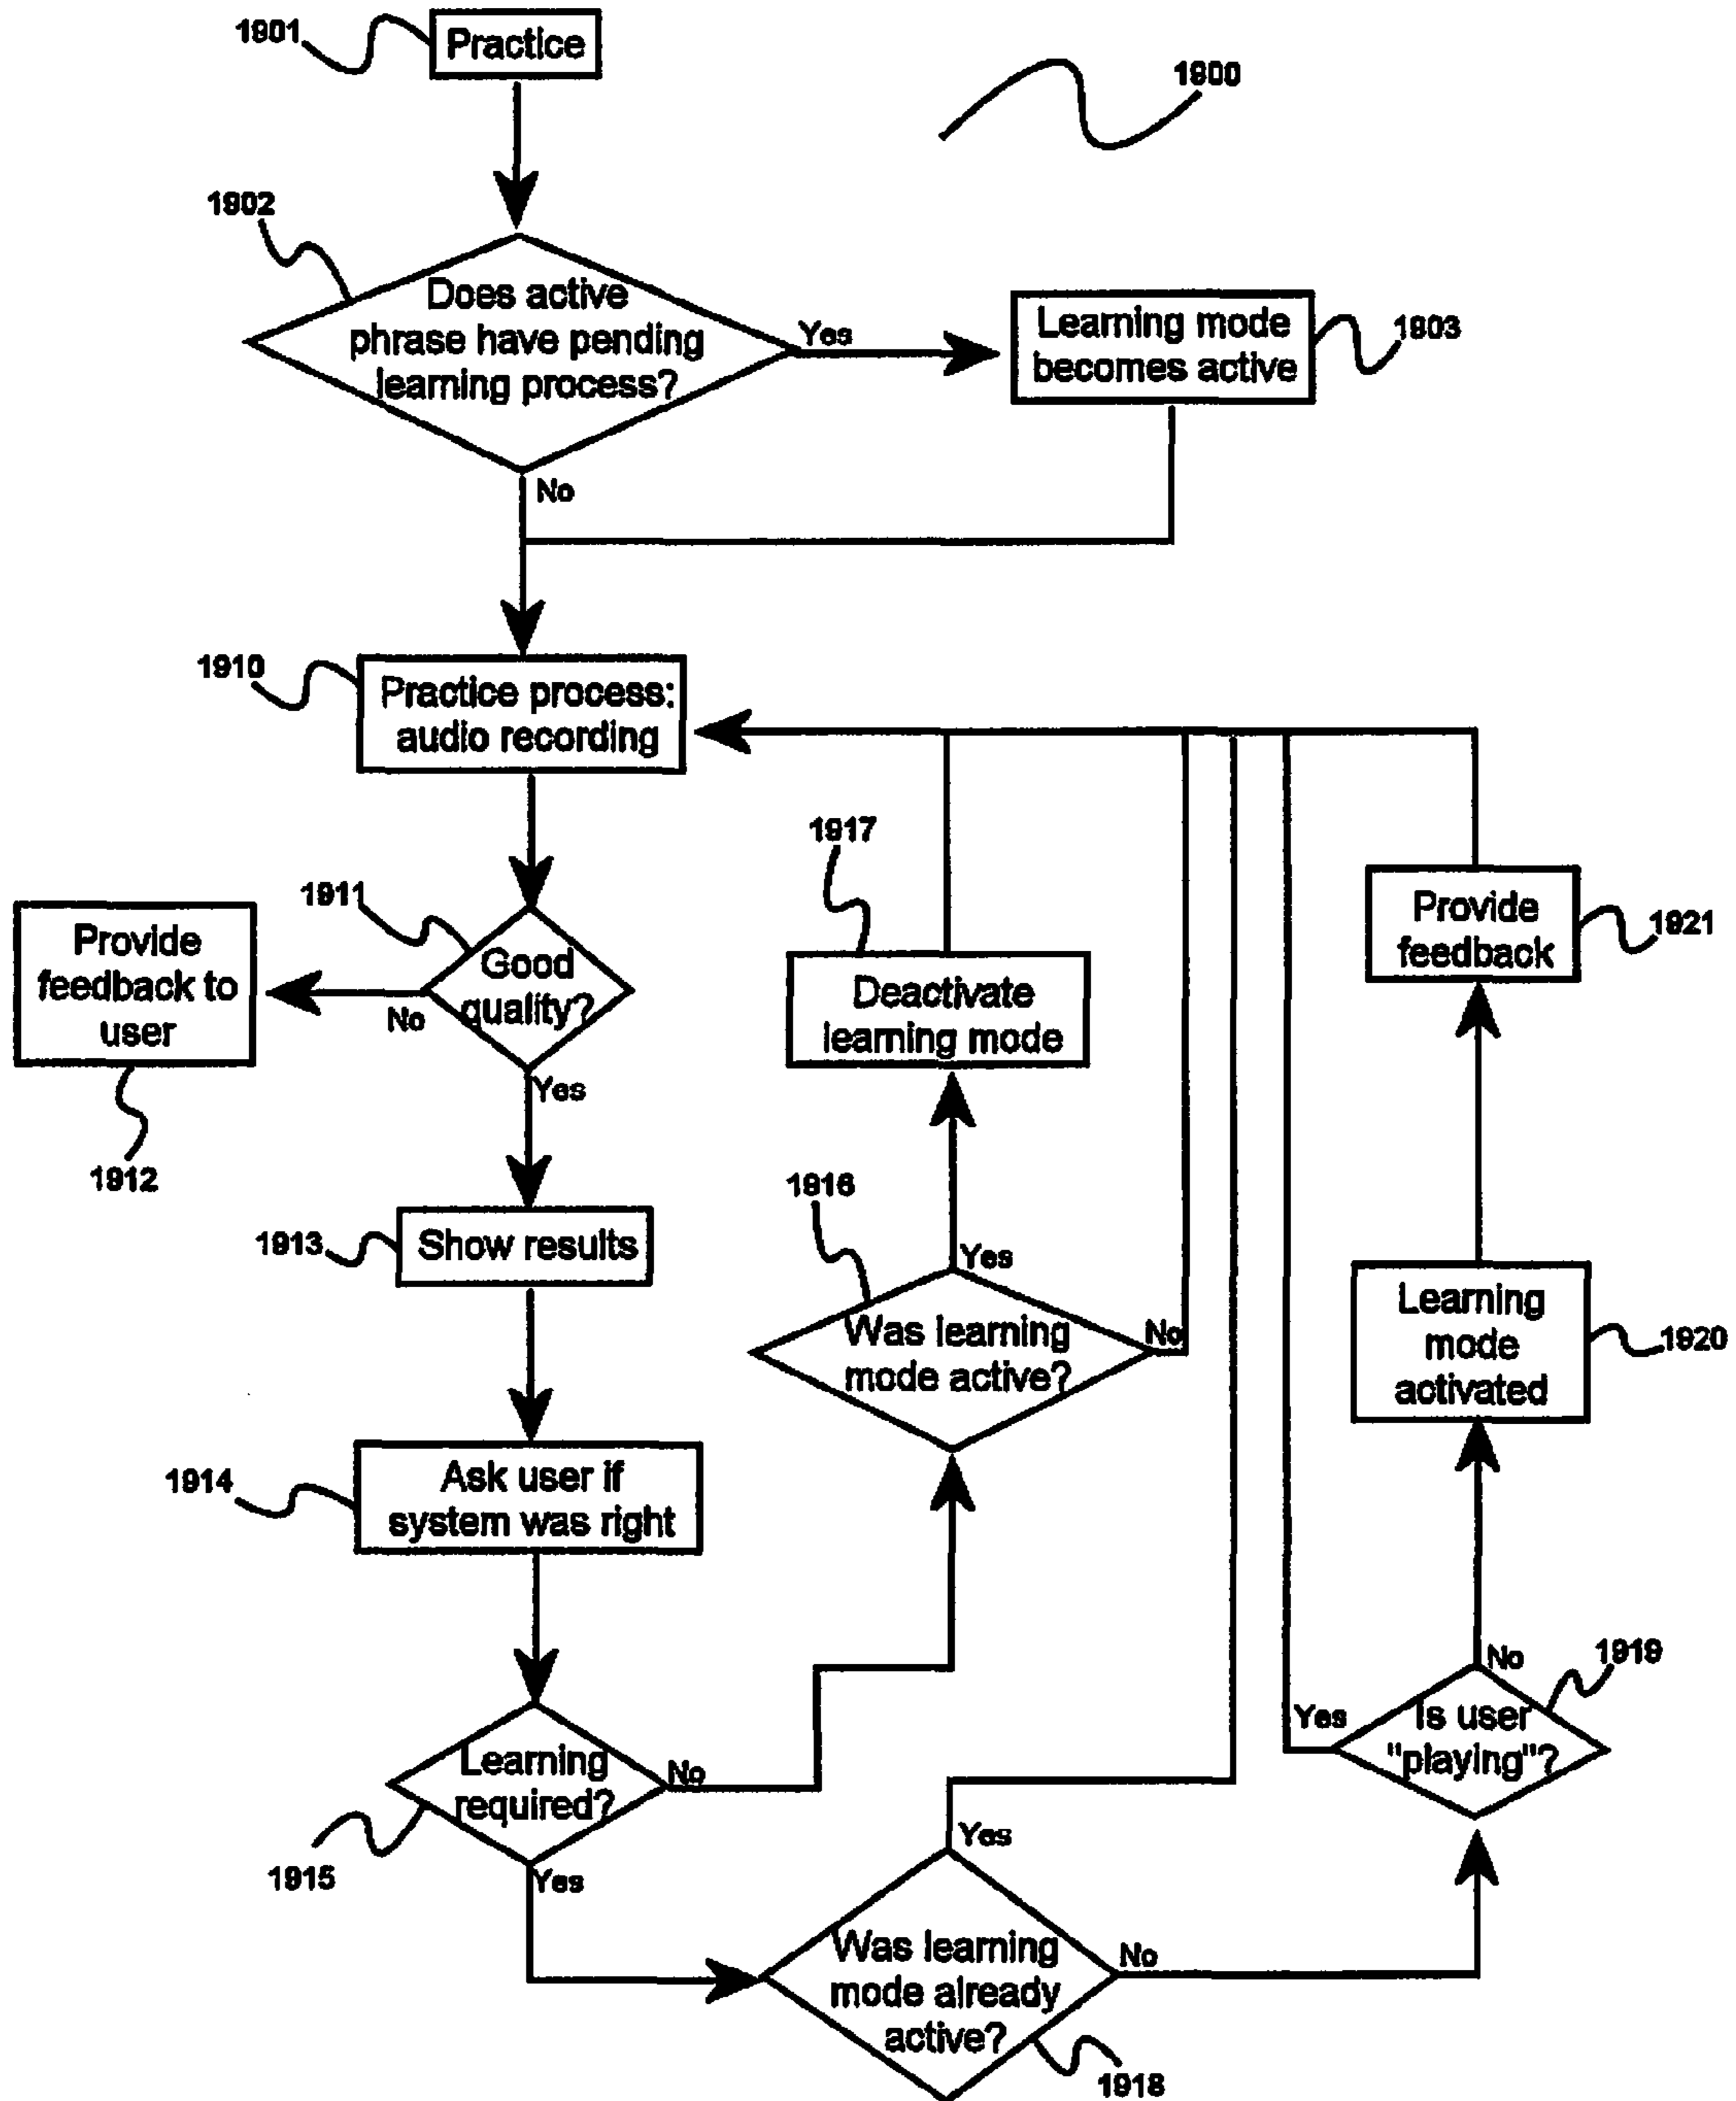 1901
Practice
1900
1902
Does active
phrase have pending
learning process?
Yes
Learning mode
becomes active
1903
No
1910
Practice process:
audio recording
1917
1911
Provide
feedback to
user
Good
quality?
No
Deactivate
learning mode
Provide
feedback
1921
Yes
1912
1916
1913
Show results
Yes
Was learning
mode active?
No
Learning
mode
activated
1920
1914
Ask user if
system was right
1919
No
Learning
required?
No
Yes
Is user
"playing"?
1915
Yes
Yes
Was learning
mode already
active?
No
1918